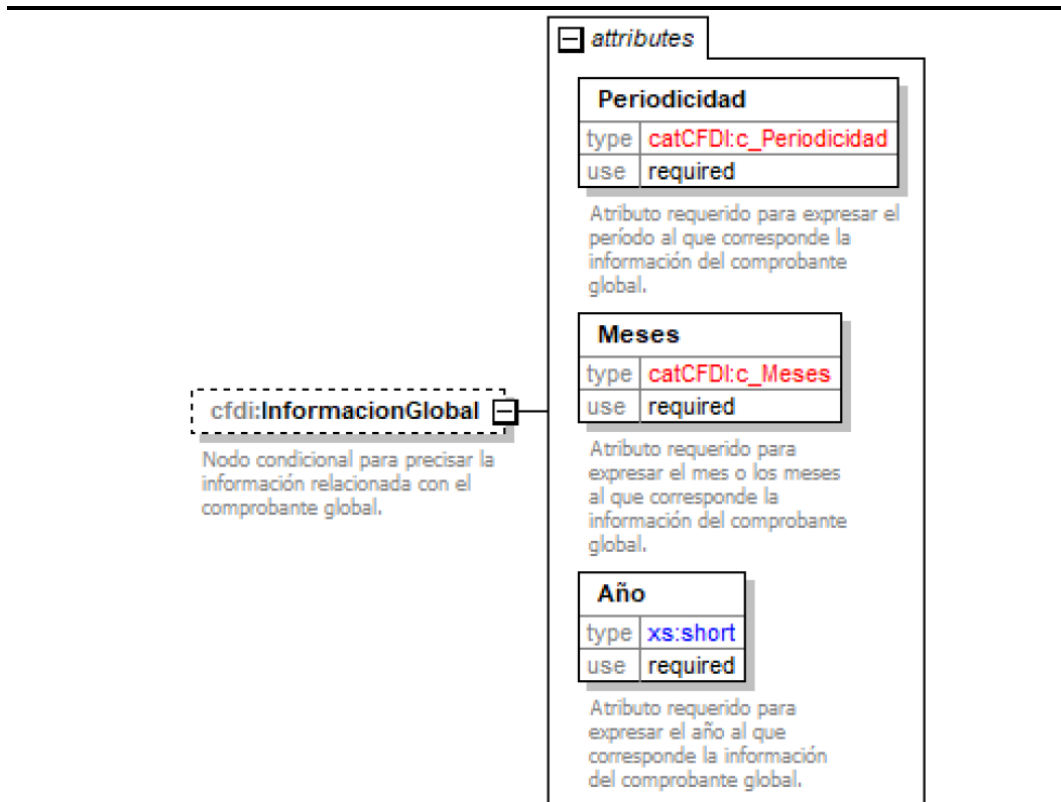 attributes
Periodicidad
type catCFDI:c_Periodicidad
use required
Atributo requerido para expresar el
período al que corresponde la
información del comprobante
global.
Meses
type catCFDI:c_Meses
use required
Atributo requerido para
expresar el mes o los meses
al que corresponde la
información del comprobante
global.
cfdi:InformacionGlobal
Nodo condicional para precisar la
información relacionada con el
comprobante global.
Año
type xs:short
use required
Atributo requerido para
expresar el año al que
corresponde la información
del comprobante global.